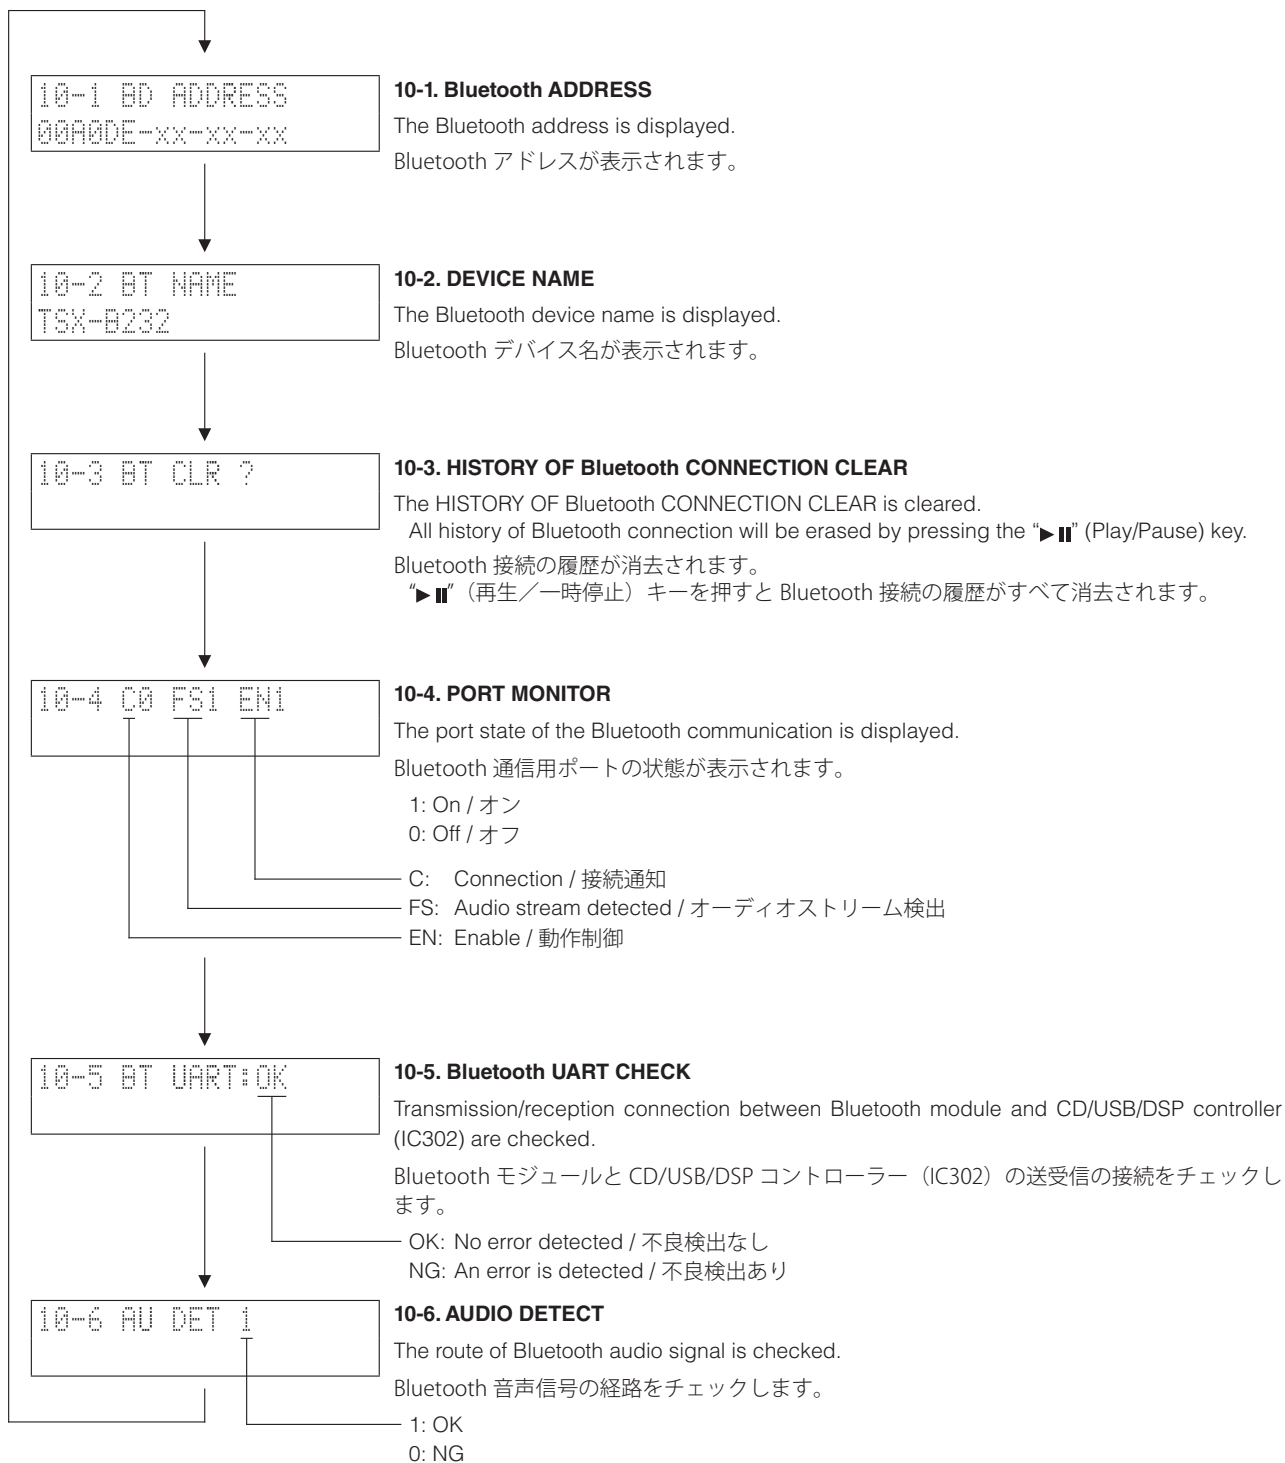 10-1 BD ADDRESS
00A0DE-xx-xx-xx
10-1. Bluetooth ADDRESS
The Bluetooth address is displayed.
Bluetooth アドレスが表示されます。
10-2 BT NAME
TSX-B232
10-2. DEVICE NAME
The Bluetooth device name is displayed.
Bluetooth デバイス名が表示されます。
10-3 BT CLR ?
10-3. HISTORY OF Bluetooth CONNECTION CLEAR
The HISTORY OF Bluetooth CONNECTION CLEAR is cleared.
All history of Bluetooth connection will be erased by pressing the “▶❚❚” (Play/Pause) key.
Bluetooth 接続の履歴が消去されます。
“▶❚❚”（再生／一時停止）キーを押すと Bluetooth 接続の履歴がすべて消去されます。
10-4 C0 FS1 EN1
10-4. PORT MONITOR
The port state of the Bluetooth communication is displayed.
Bluetooth 通信用ポートの状態が表示されます。
1: On / オン
0: Off / オフ
C: Connection / 接続通知
FS: Audio stream detected / オーディオストリーム検出
EN: Enable / 動作制御
10-5 BT UART:OK
10-5. Bluetooth UART CHECK
Transmission/reception connection between Bluetooth module and CD/USB/DSP controller
(IC302) are checked.
Bluetooth モジュールと CD/USB/DSP コントローラー（IC302）の送受信の接続をチェックし
ます。
OK: No error detected / 不良検出なし
NG: An error is detected / 不良検出あり
10-6 AU DET 1
10-6. AUDIO DETECT
The route of Bluetooth audio signal is checked.
Bluetooth 音声信号の経路をチェックします。
1: OK
0: NG